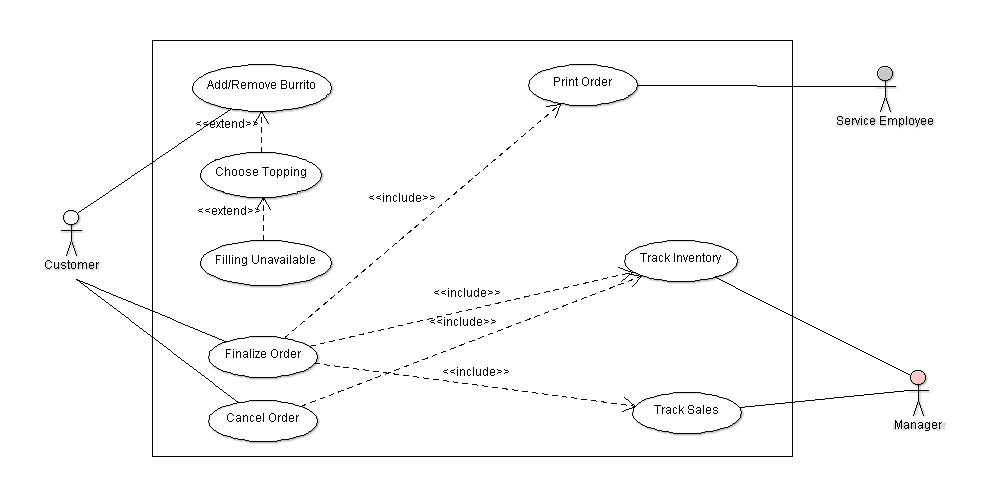 Add/Remove Burrito
Print Order
<<extend>>
Service Employee
Choose Topping
<<include>>
<<extend>>
Customer
Filling Unavailable
Track Inventory
<<include>>
<<include>>
Finalize Order
<<include>>
Cancel Order
Track Sales
Manager